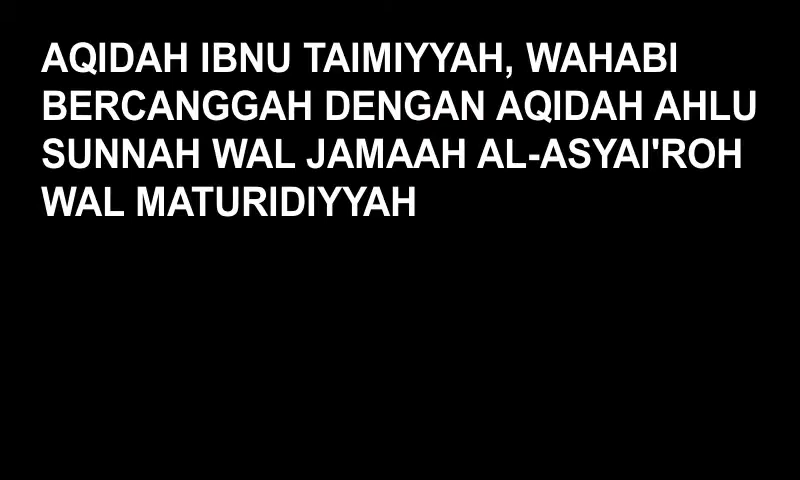 AQIDAH IBNU TAIMIYYAH, WAHABI
BERCANGGAH DENGAN AQIDAH AHLU
SUNNAH WAL JAMAAH AL-ASYAI'ROH
WAL MATURIDIYYAH